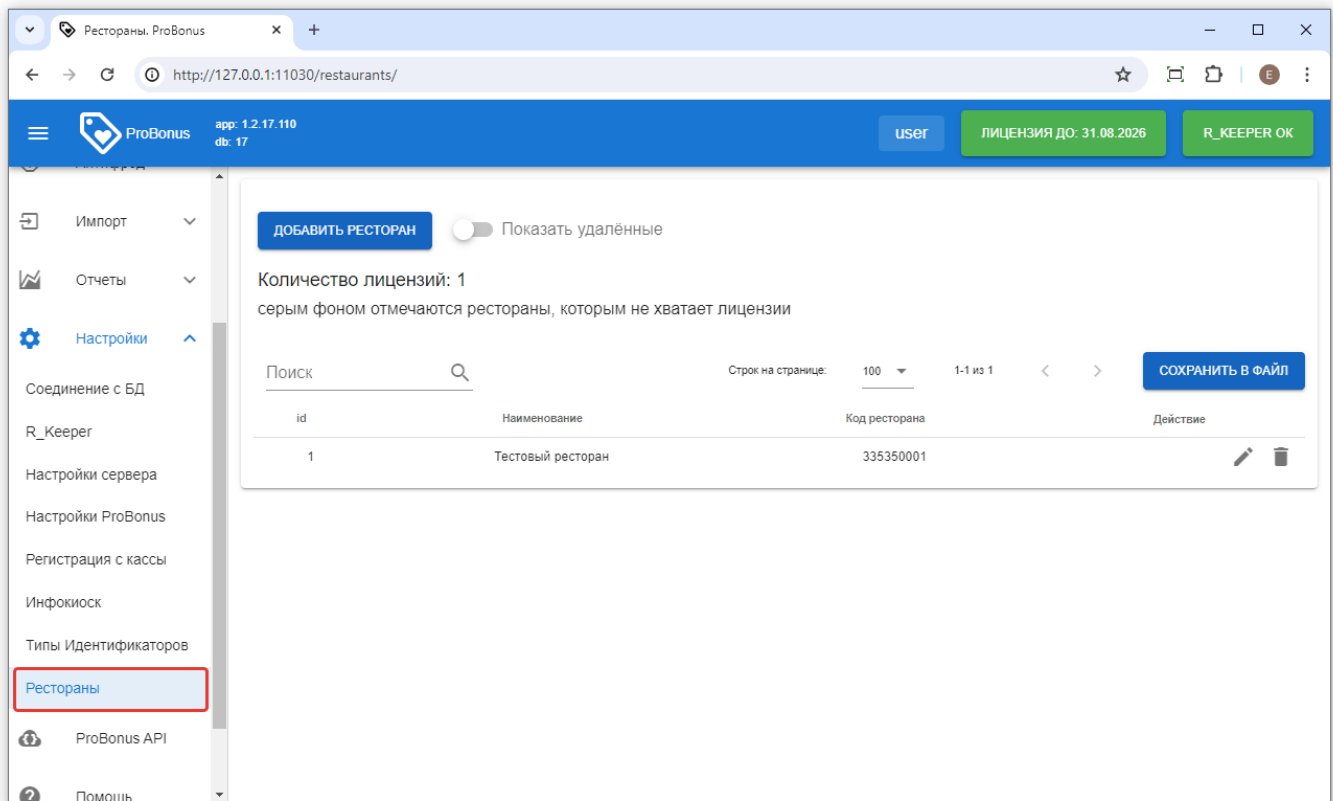 Рестораны. ProBonus
http://127.0.0.1:11030/restaurants/
E
ProBonus
app: 1.2.17.110
db: 17
user
ЛИЦЕНЗИЯ ДО: 31.08.2026
R_KEEPER OK
Импорт
Отчеты
Настройки
Соединение с БД
R_Keeper
Настройки сервера
Настройки ProBonus
Регистрация с кассы
Инфокиоск
Типы Идентификаторов
Рестораны
ProBonus API
Помощь
ДОБАВИТЬ РЕСТОРАН
Показать удалённые
Количество лицензий: 1
серым фоном отмечаются рестораны, которым не хватает лицензии
Поиск
Строк на странице:
100
1-1 из 1
СОХРАНИТЬ В ФАЙЛ
id Наименование Код ресторана Действие
1 Тестовый ресторан 335350001